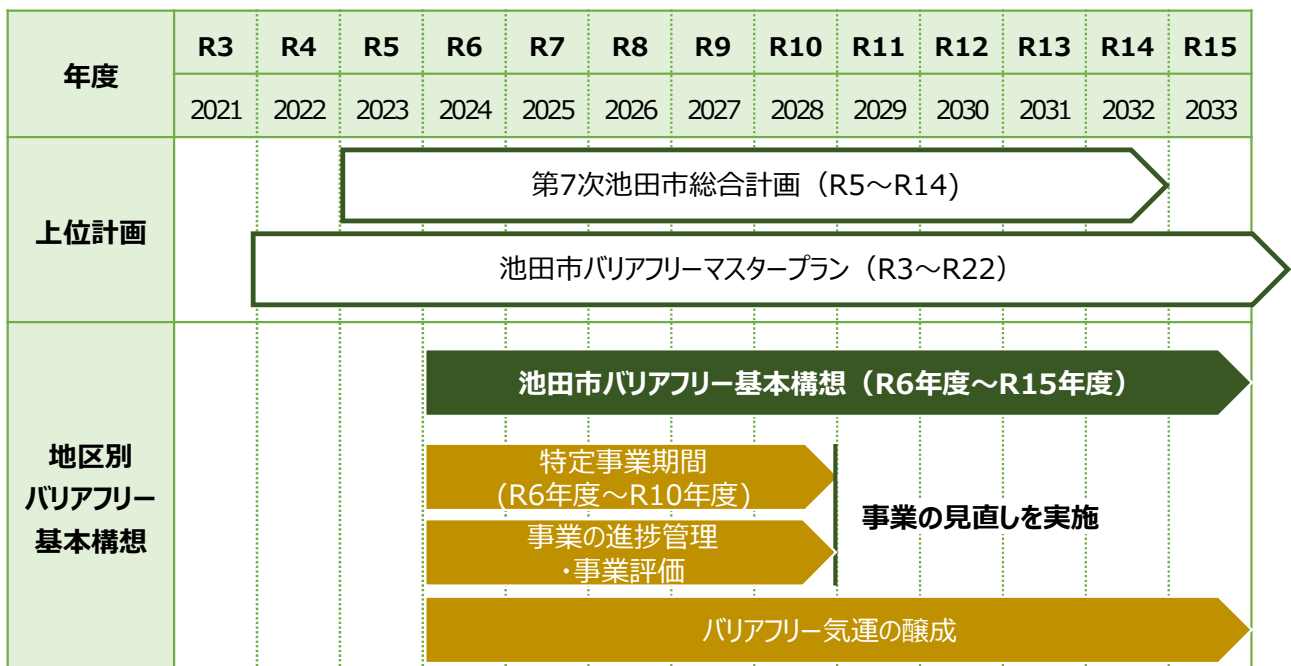 年度
R3 R4 R5 R6 R7 R8 R9 R10 R11 R12 R13 R14 R15
2021 2022 2023 2024 2025 2026 2027 2028 2029 2030 2031 2032 2033
上位計画
第7次池田市総合計画（R5～R14)
池田市バリアフリーマスタープラン（R3～R22）
地区別
バリアフリー
基本構想
池田市バリアフリー基本構想（R6年度～R15年度）
特定事業期間
(R6年度～R10年度)
事業の進捗管理
・事業評価
事業の見直しを実施
バリアフリー気運の醸成